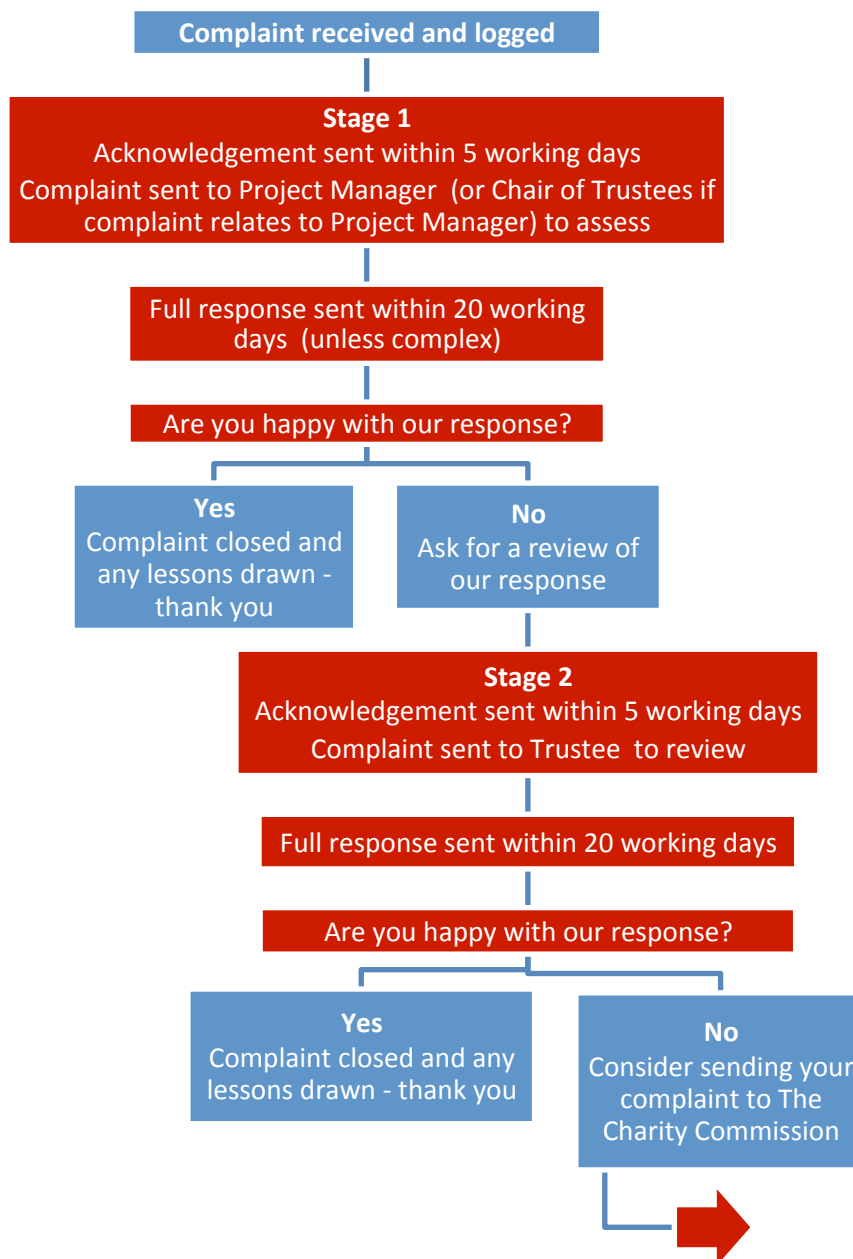 Complaint received and logged
Stage 1
Acknowledgement sent within 5 working days
Complaint sent to Project Manager (or Chair of Trustees if
complaint relates to Project Manager) to assess
Full response sent within 20 working
days (unless complex)
Are you happy with our response?
Yes
Complaint closed and
any lessons drawn -
thank you
No
Ask for a review of
our response
Stage 2
Acknowledgement sent within 5 working days
Complaint sent to Trustee to review
Full response sent within 20 working days
Are you happy with our response?
Yes
Complaint closed and any
lessons drawn - thank you
No
Consider sending your
complaint to The
Charity Commission